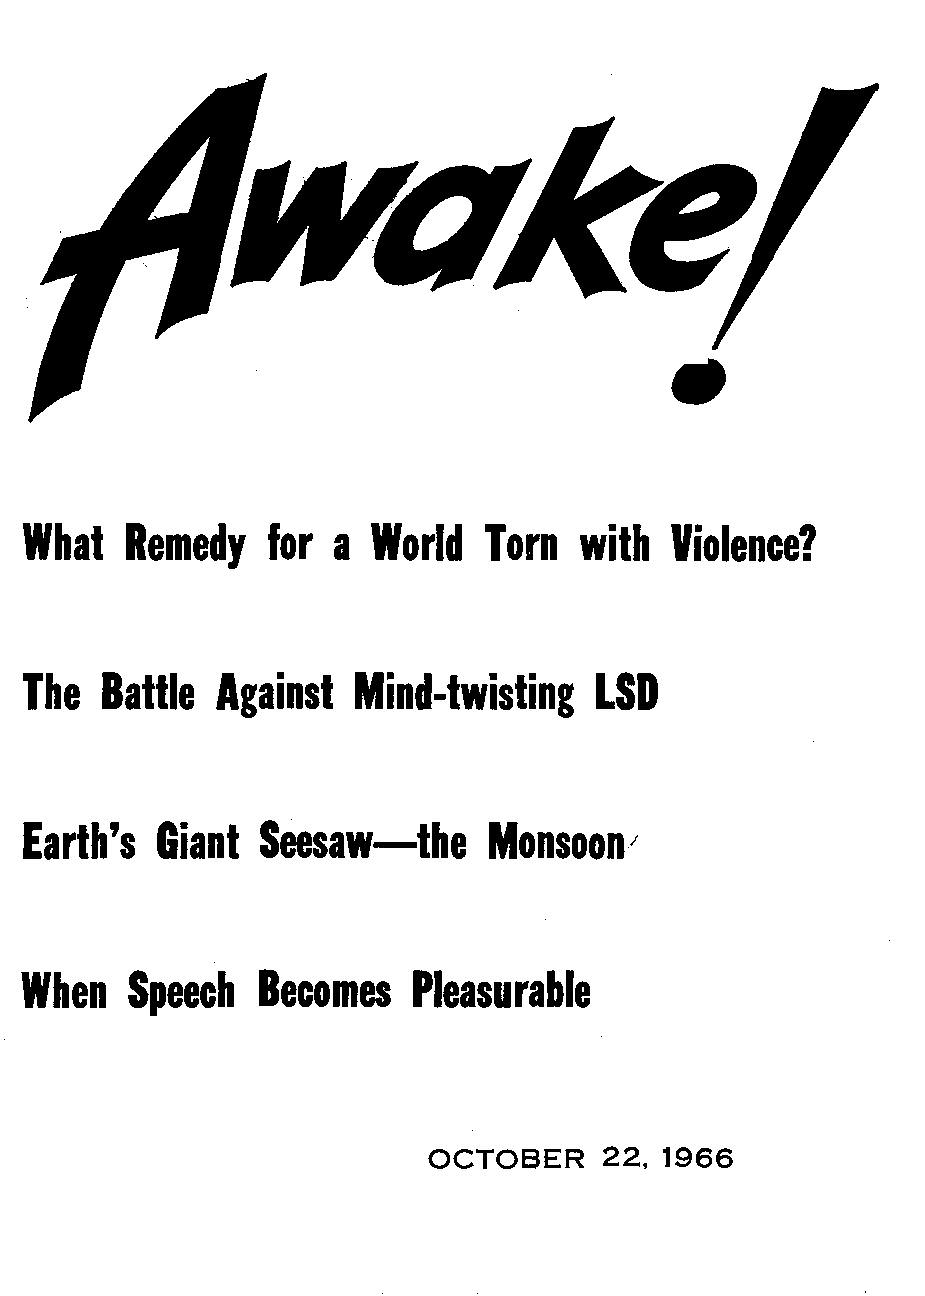 Awake!
What Remedy for a World Torn with Violence?
The Battle Against Mind-twisting LSD
Earth's Giant Seesaw—the Monsoon
When Speech Becomes Pleasurable
OCTOBER 22, 1966